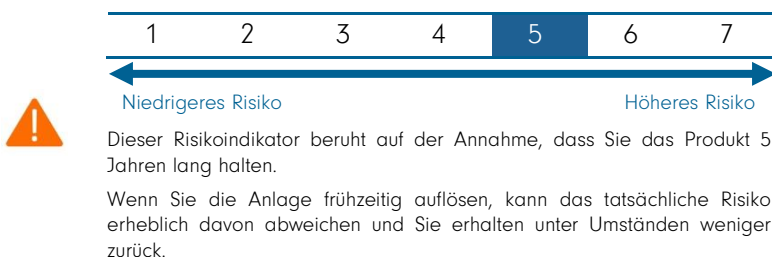 1 2 3 4 5 6 7
Niedrigeres Risiko Höheres Risiko
Dieser Risikoindikator beruht auf der Annahme, dass Sie das Produkt 5
Jahren lang halten.
Wenn Sie die Anlage frühzeitig auflösen, kann das tatsächliche Risiko
erheblich davon abweichen und Sie erhalten unter Umständen weniger
zurück.